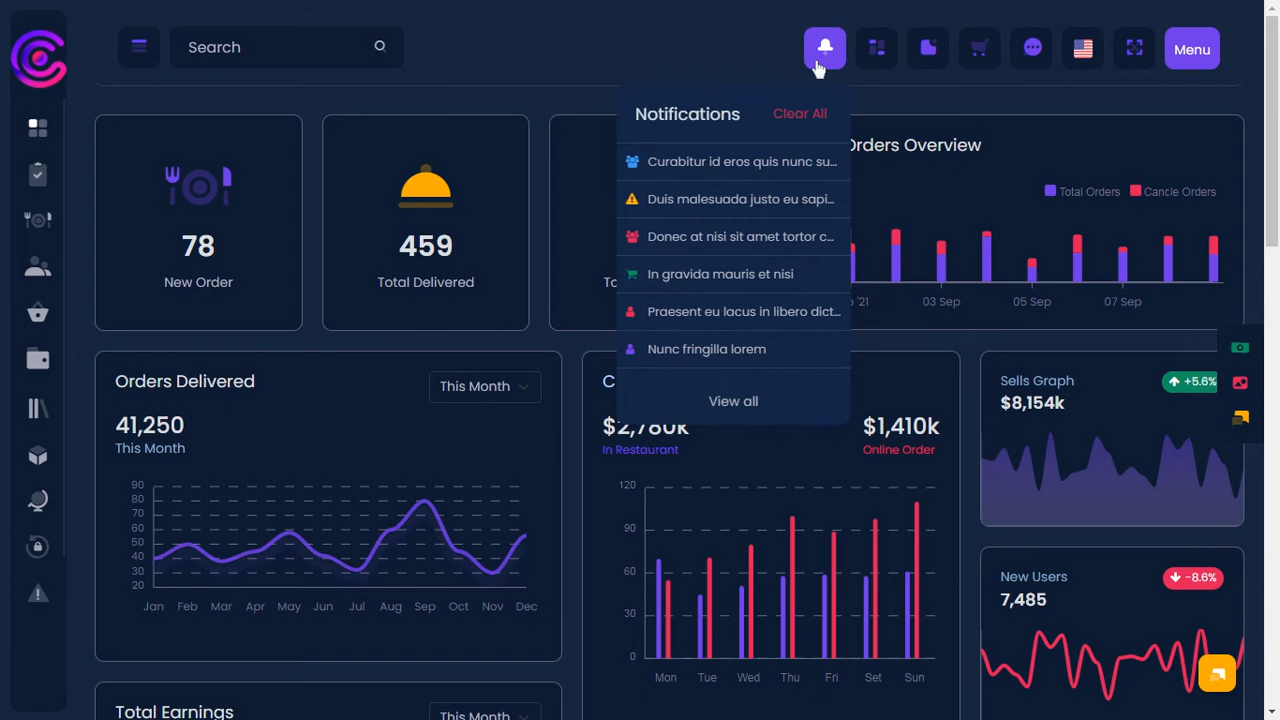 Search
Menu
Notifications
Clear All
Curabitur id eros quis nunc su...
Duis malesuada justo eu sapi...
Donec at nisi sit amet tortor c...
In gravida mauris et nisi
Praesent eu lacus in libero dict...
Nunc fringilla lorem
View all
78
New Order
459
Total Delivered
Orders Overview
Total Orders
Cancle Orders
'21
03 Sep
05 Sep
07 Sep
Orders Delivered
This Month
41,250
This Month
90
80
70
60
50
40
30
20
Jan Feb Mar Apr May Jun Jul Aug Sep Oct Nov Dec
$2,780k
In Restaurant
$1,410k
Online Order
120
90
60
30
0
Mon Tue Wed Thu Fri Set Sun
Sells Graph
+5.6%
$8,154k
New Users
-8.6%
7,485
Total Earnings
This Month